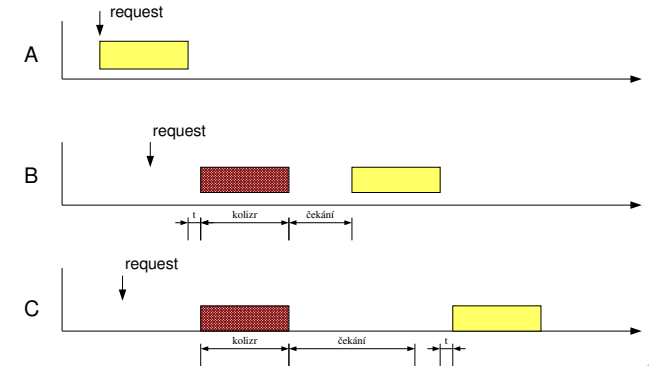 request
A
request
B
t kolizr čekání
request
C
kolizr čekání t